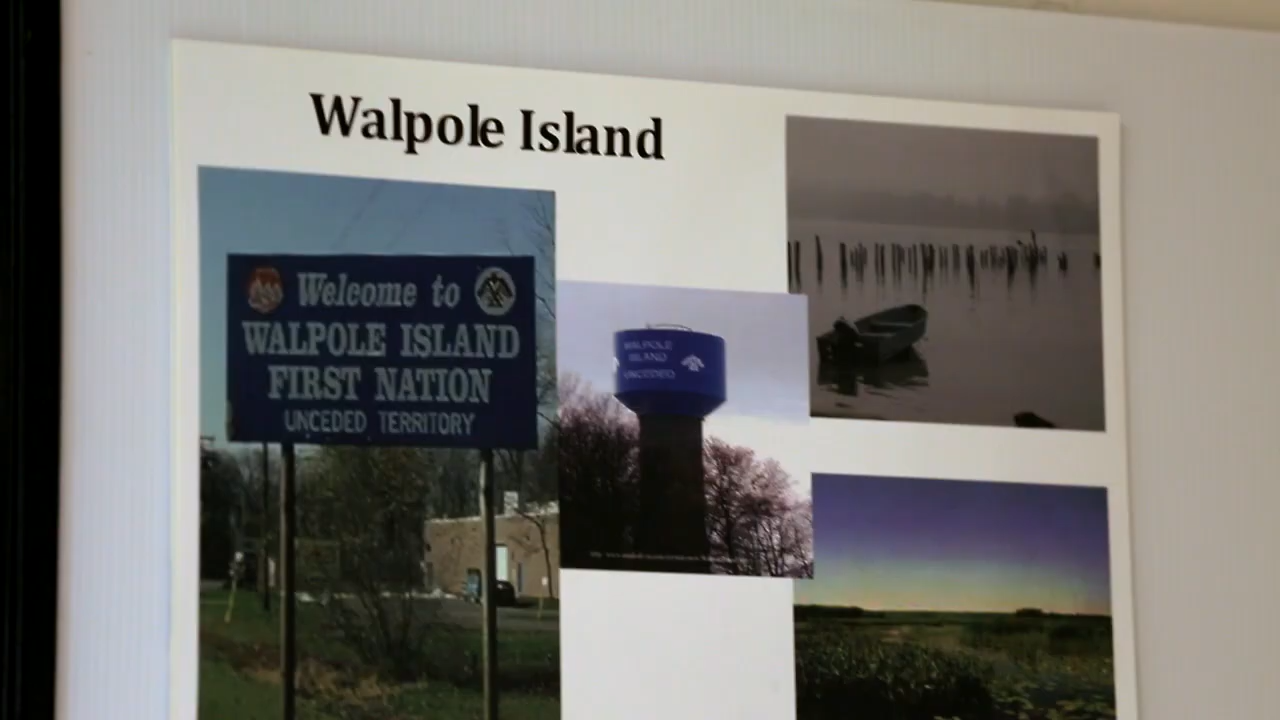 Walpole Island
Welcome to
WALPOLE ISLAND
FIRST NATION
UNCEDED TERRITORY
WALPOLE
ISLAND
UNCEDED